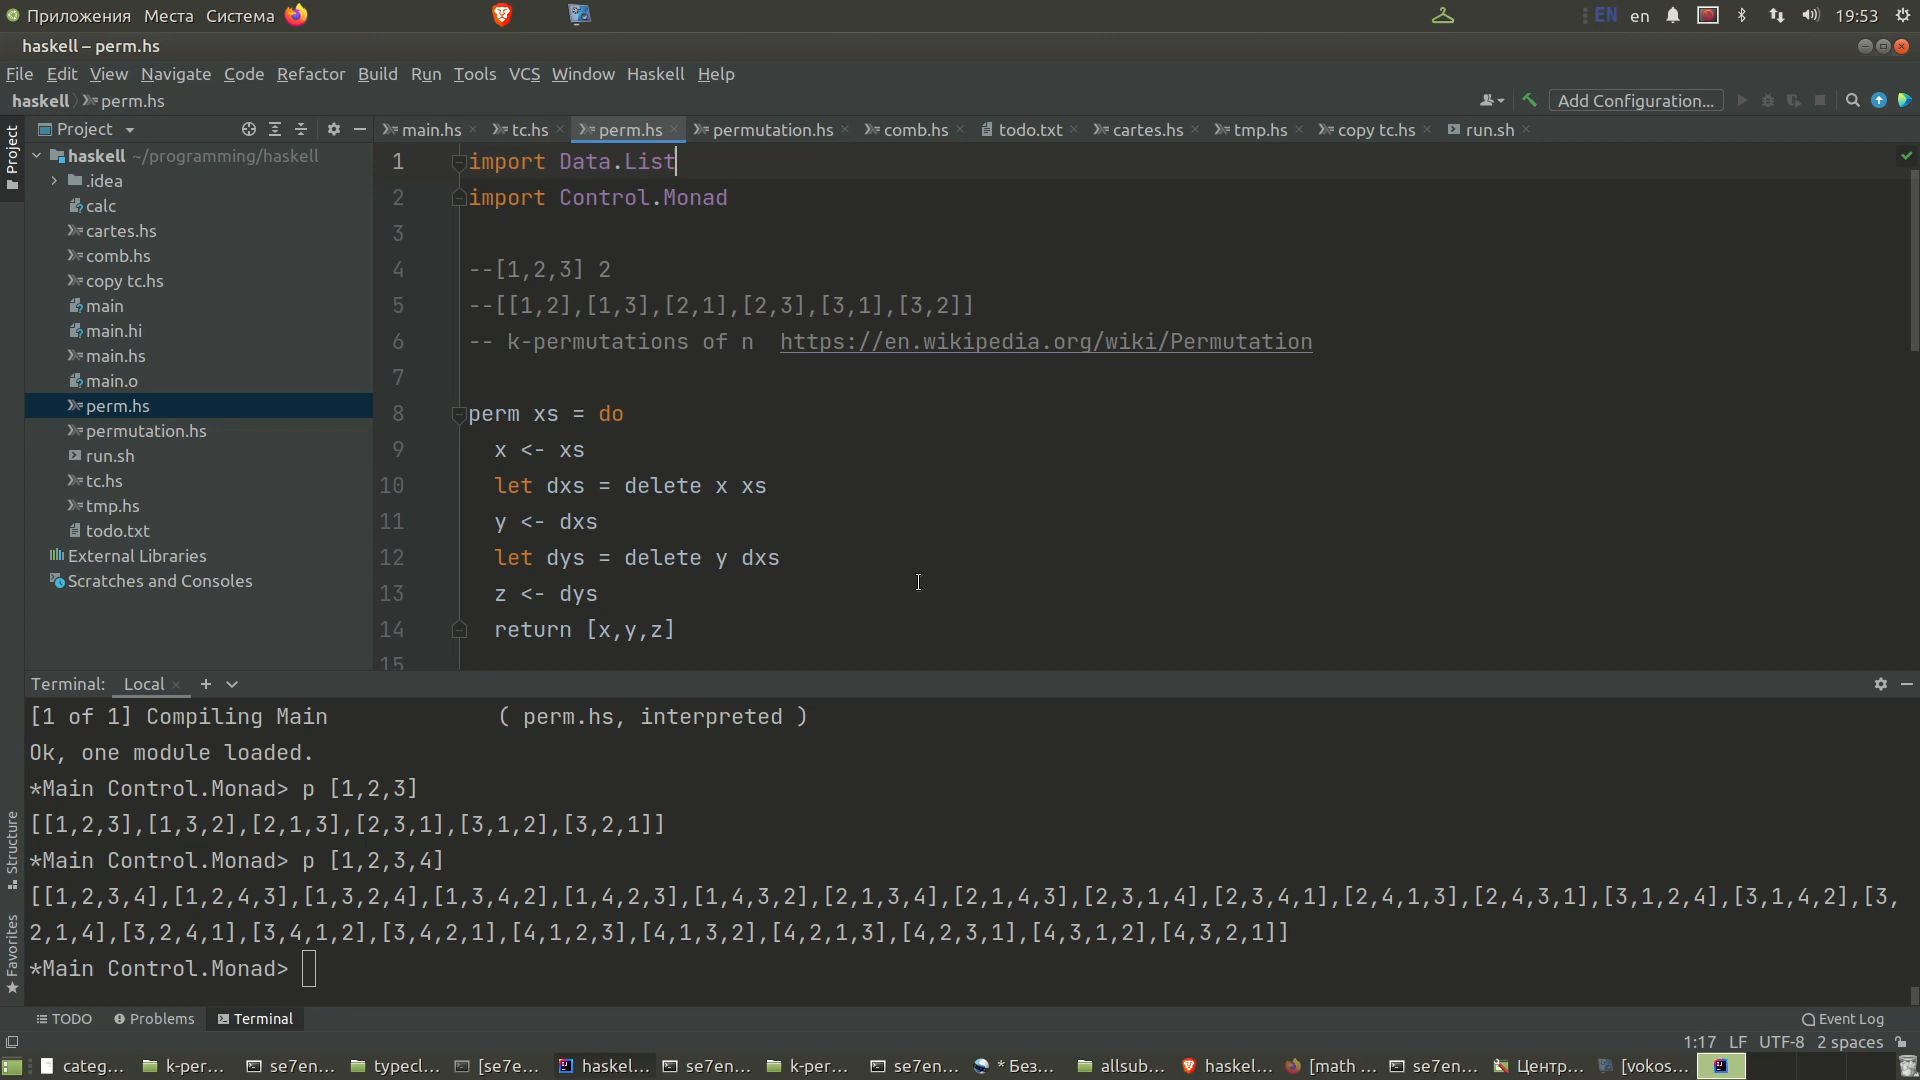 Приложения Места Система EN en 19:53
haskell – perm.hs
File Edit View Navigate Code Refactor Build Run Tools VCS Window Haskell Help
haskell perm.hs Add Configuration...
Project
main.hs tc.hs perm.hs permutation.hs comb.hs todo.txt cartes.hs tmp.hs copy tc.hs run.sh
Project
haskell ~/programming/haskell
.idea
calc
cartes.hs
comb.hs
copy tc.hs
main
main.hi
main.hs
main.o
perm.hs
permutation.hs
run.sh
tc.hs
tmp.hs
todo.txt
External Libraries
Scratches and Consoles
1 import Data.List
2 import Control.Monad
3
4 --[1,2,3] 2
5 --[[1,2],[1,3],[2,1],[2,3],[3,1],[3,2]]
6 -- k-permutations of n  https://en.wikipedia.org/wiki/Permutation
7
8 perm xs = do
9   x <- xs
10   let dxs = delete x xs
11   y <- dxs
12   let dys = delete y dxs
13   z <- dys
14   return [x,y,z]
15
Terminal: Local
[1 of 1] Compiling Main             ( perm.hs, interpreted )
Ok, one module loaded.
*Main Control.Monad> p [1,2,3]
[[1,2,3],[1,3,2],[2,1,3],[2,3,1],[3,1,2],[3,2,1]]
*Main Control.Monad> p [1,2,3,4]
[[1,2,3,4],[1,2,4,3],[1,3,2,4],[1,3,4,2],[1,4,2,3],[1,4,3,2],[2,1,3,4],[2,1,4,3],[2,3,1,4],[2,3,4,1],[2,4,1,3],[2,4,3,1],[3,1,2,4],[3,1,4,2],[3,
2,1,4],[3,2,4,1],[3,4,1,2],[3,4,2,1],[4,1,2,3],[4,1,3,2],[4,2,1,3],[4,2,3,1],[4,3,1,2],[4,3,2,1]]
*Main Control.Monad>
Structure
Favorites
TODO Problems Terminal Event Log
1:17 LF UTF-8 2 spaces
categ... k-per... se7en... typecl... [se7e... haskel... se7en... k-per... se7en... * Без... allsub... haskel... [math ... se7en... Центр... [vokos...